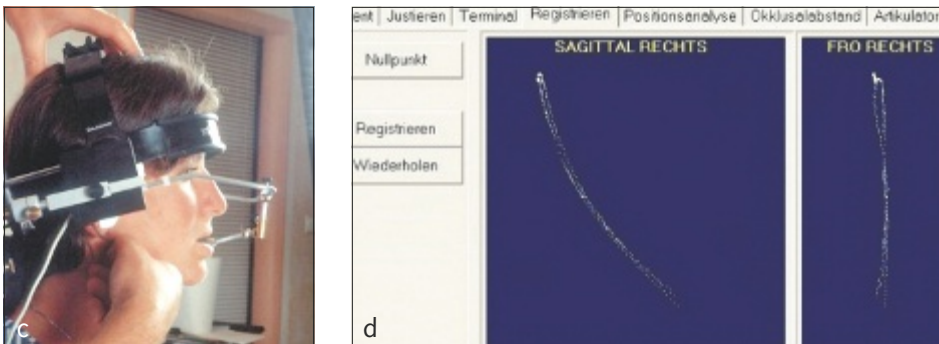 ent Justieren Terminal Registrieren Positionsanalyse Okklusalabstand Artikulator
Nullpunkt
SAGITTAL RECHTS
FRO RECHTS
Registrieren
Wiederholen
c
d